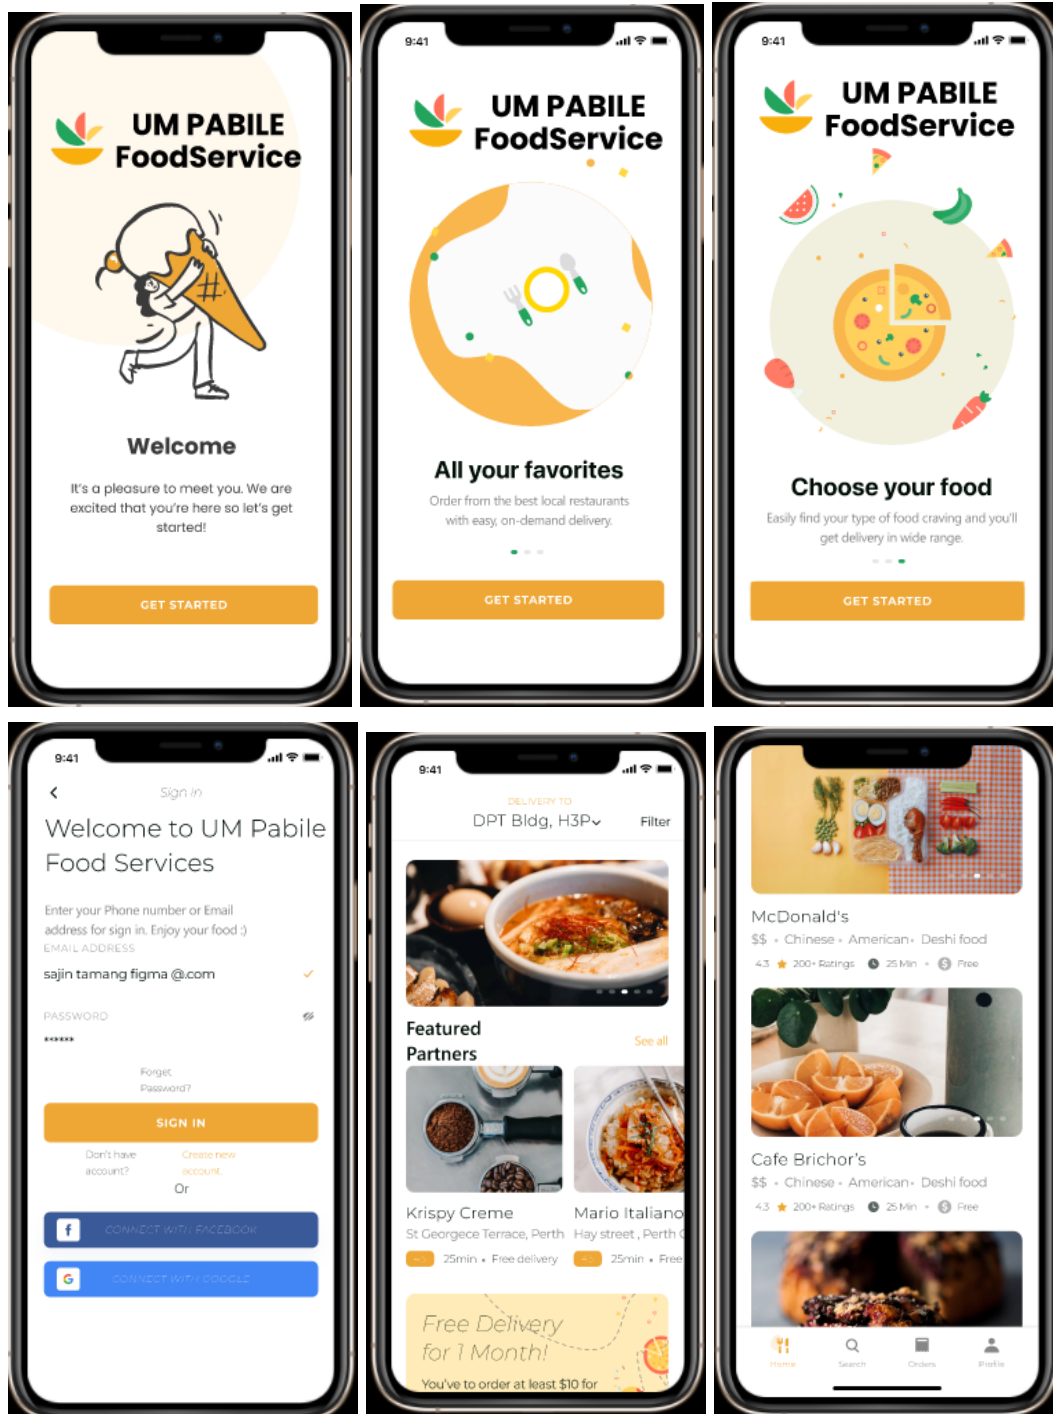 UM PABILE
FoodService
Welcome
It's a pleasure to meet you. We are
excited that you're here so let's get
started!
GET STARTED
9:41
UM PABILE
FoodService
All your favorites
Order from the best local restaurants
with easy, on-demand delivery.
GET STARTED
9:41
UM PABILE
FoodService
Choose your food
Easily find your type of food craving and you'll
get delivery in wide range.
GET STARTED
9:41
Sign in
Welcome to UM Pabile
Food Services
Enter your Phone number or Email
address for sign in. Enjoy your food :)
EMAIL ADDRESS
sajin tamang figma @.com
PASSWORD
******
Forget
Password?
SIGN IN
Don't have
account?
Create new
account.
Or
f
CONNECT WITH FACEBOOK
G
CONNECT WITH GOOGLE
9:41
DELIVERY TO
DPT Bldg, H3P
Filter
Featured
Partners
See all
Krispy Creme
St Georgece Terrace, Perth
25min • Free delivery
Mario Italiano
Hay street , Perth
25min • Free
Free Delivery
for 1 Month!
You've to order at least $10 for
McDonald's
$$ • Chinese • American • Deshi food
4.3 200+ Ratings 25 Min • $ Free
Cafe Brichor's
$$ • Chinese • American • Deshi food
4.3 200+ Ratings 25 Min • $ Free
Home
Search
Orders
Profile